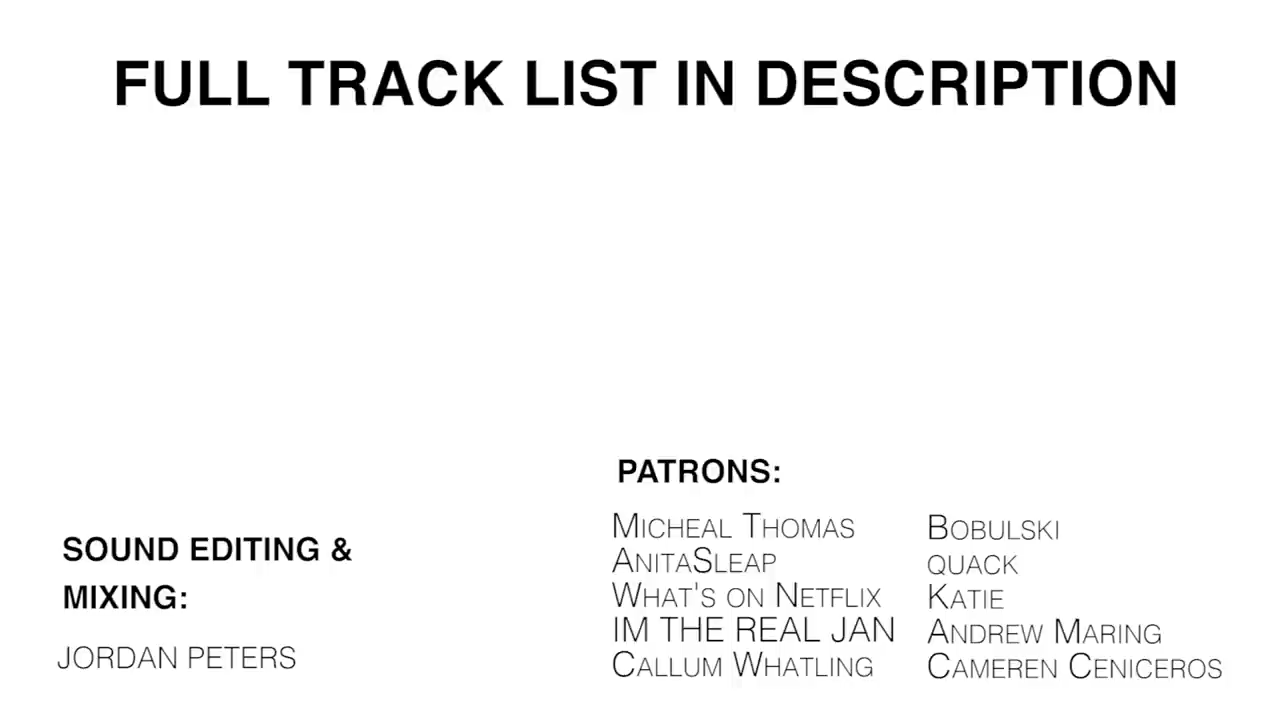 FULL TRACK LIST IN DESCRIPTION
SOUND EDITING &
MIXING:
JORDAN PETERS
PATRONS:
MICHEAL THOMAS
ANITASLEAP
WHAT'S ON NETFLIX
IM THE REAL JAN
CALLUM WHATLING
BOBULSKI
QUACK
KATIE
ANDREW MARING
CAMEREN CENICEROS